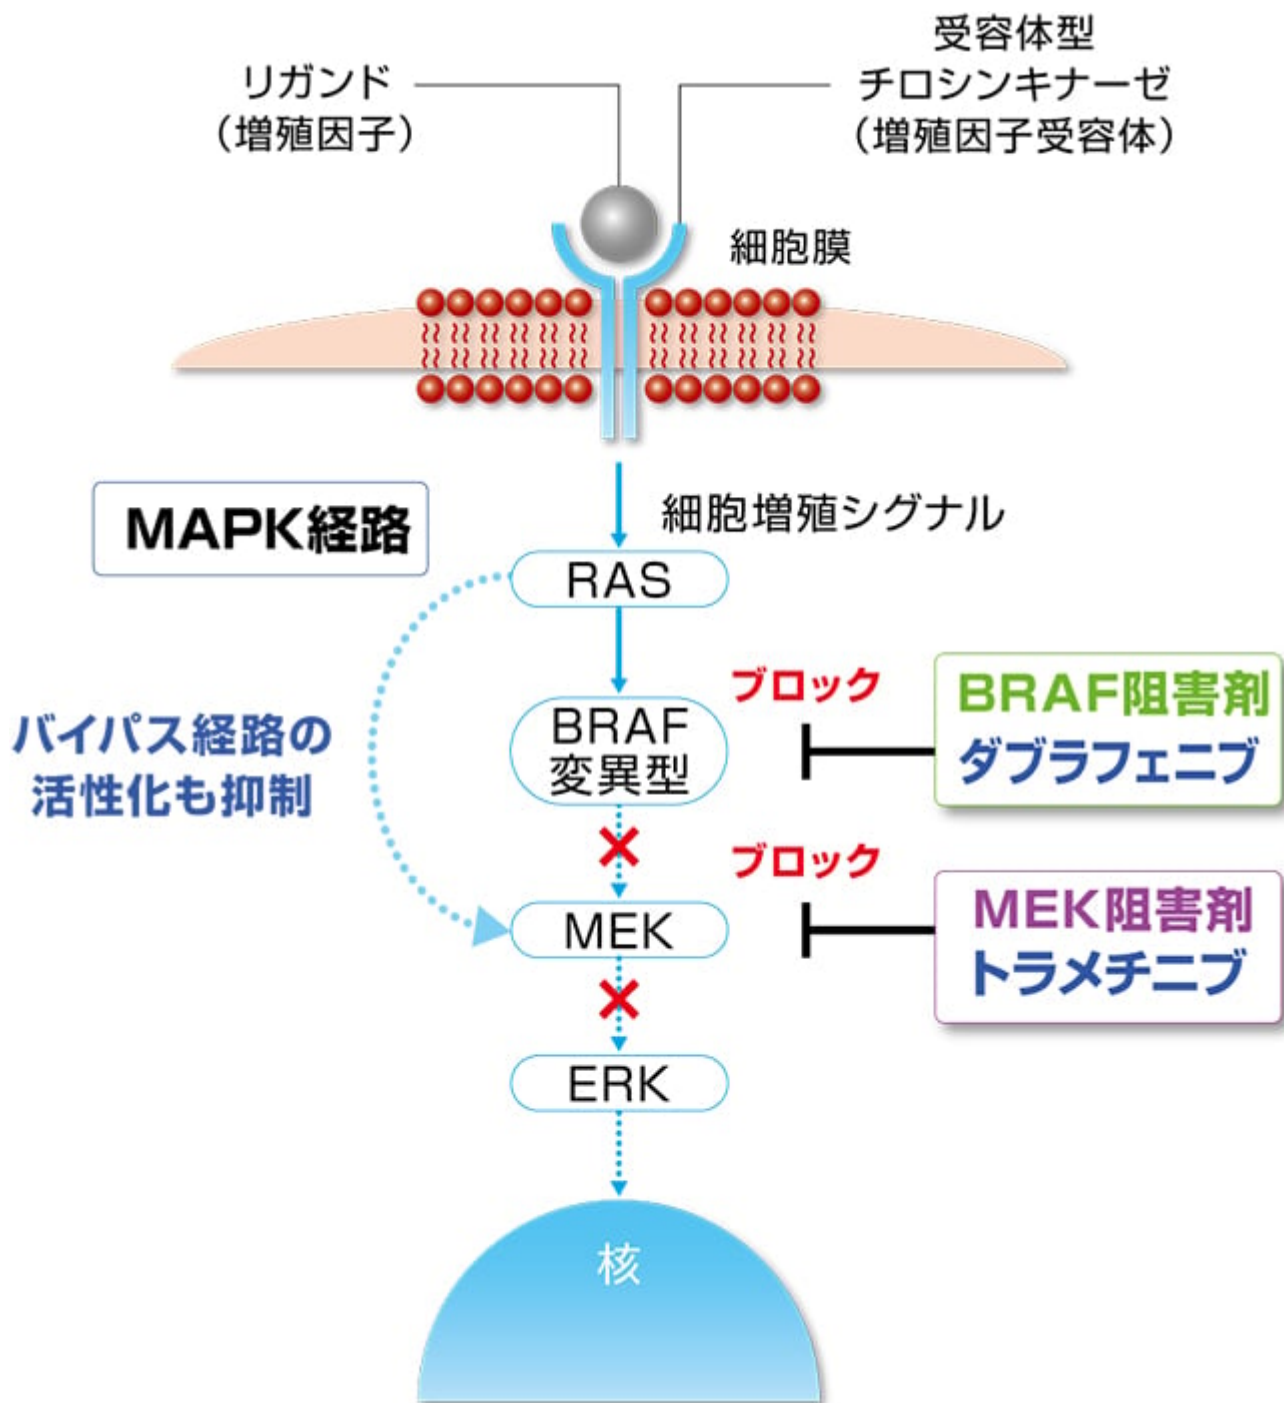 リガンド
（増殖因子）
受容体型
チロシンキナーゼ
（増殖因子受容体）
細胞膜
MAPK経路
細胞増殖シグナル
RAS
バイパス経路の
活性化も抑制
BRAF
変異型
ブロック
BRAF阻害剤
ダブラフェニブ
ブロック
MEK
MEK阻害剤
トラメチニブ
ERK
核